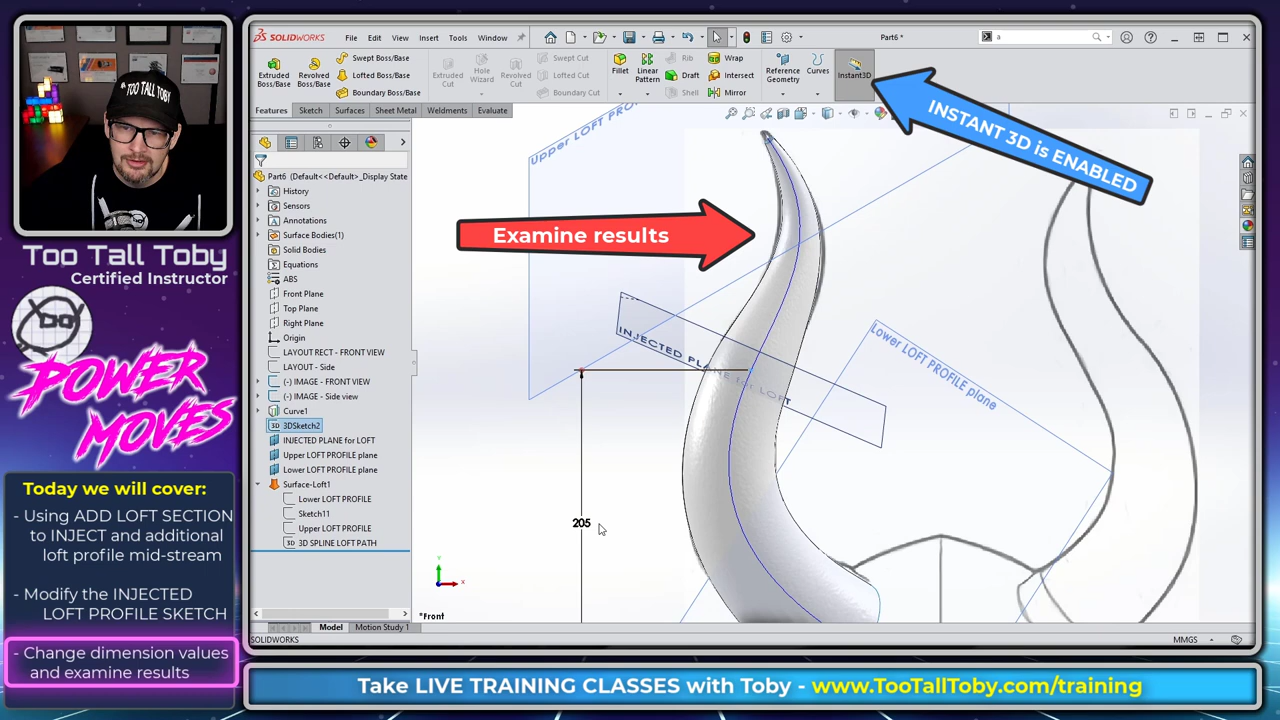 TOO TALL TOBY
Too Tall Toby
Certified Instructor
POWER
MOVES
Today we will cover:
- Using ADD LOFT SECTION
to INJECT and additional
loft profile mid-stream
- Modify the INJECTED
LOFT PROFILE SKETCH
- Change dimension values
and examine results
SOLIDWORKS
File
Edit
View
Insert
Tools
Window
Part6 *
a
Extruded
Boss/Base
Revolved
Boss/Base
Swept Boss/Base
Lofted Boss/Base
Boundary Boss/Base
Extruded
Cut
Hole
Wizard
Revolved
Cut
Swept Cut
Lofted Cut
Boundary Cut
Fillet
Linear
Pattern
Rib
Draft
Shell
Wrap
Intersect
Mirror
Reference
Geometry
Curves
Instant3D
Features
Sketch
Surfaces
Sheet Metal
Weldments
Evaluate
Part6 (Default<<Default>_Display State
History
Sensors
Annotations
Surface Bodies(1)
Solid Bodies
Equations
ABS
Front Plane
Top Plane
Right Plane
Origin
LAYOUT RECT - FRONT VIEW
LAYOUT - Side
(-) IMAGE - FRONT VIEW
(-) IMAGE - Side view
Curve1
3D 3DSketch2
INJECTED PLANE for LOFT
Upper LOFT PROFILE plane
Lower LOFT PROFILE plane
Surface-Loft1
Lower LOFT PROFILE
Sketch11
Upper LOFT PROFILE
3D 3D SPLINE LOFT PATH
Upper LOFT PRO
INSTANT 3D is ENABLED
Examine results
INJECTED PLANE for LOFT
Lower LOFT PROFILE plane
205
Y
X
*Front
Model
Motion Study 1
SOLIDWORKS
MMGS
Take LIVE TRAINING CLASSES with Toby - www.TooTallToby.com/training